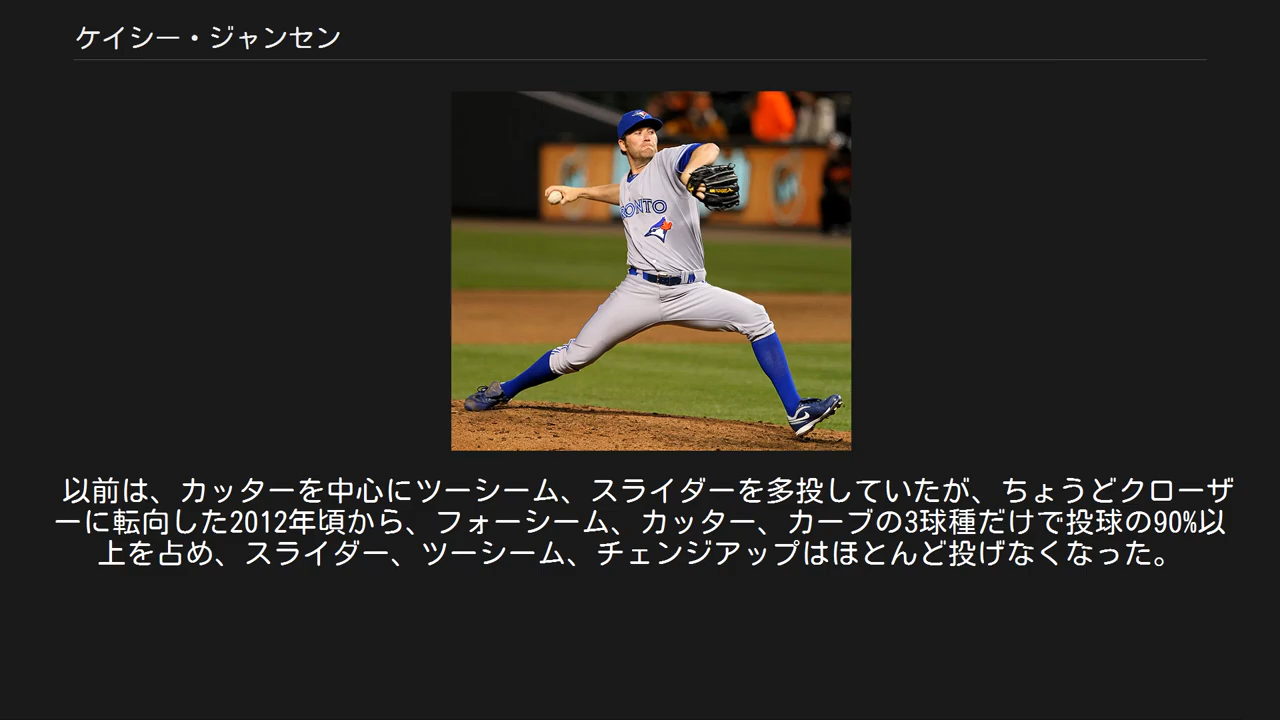 ケイシー・ジャンセン
RONTO
以前は、カッターを中心にツーシーム、スライダーを多投していたが、ちょうどクローザ
ーに転向した2012年頃から、フォーシーム、カッター、カーブの3球種だけで投球の90%以
上を占め、スライダー、ツーシーム、チェンジアップはほとんど投げなくなった。